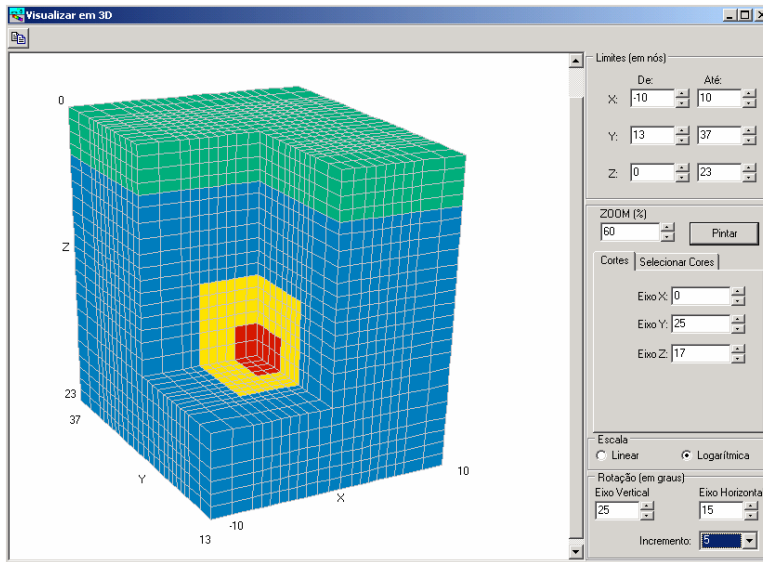 Visualizar em 3D
0
Z
23
37
Y
13
-10
X
10
Limites (em nós)
De: Até:
X: -10 10
Y: 13 37
Z: 0 23
ZOOM (%)
60 Pintar
Cortes Selecionar Cores
Eixo X: 0
Eixo Y: 25
Eixo Z: 17
Escala
Linear Logarítmica
Rotação (em graus)
Eixo Vertical Eixo Horizonta
25 15
Incremento: 5